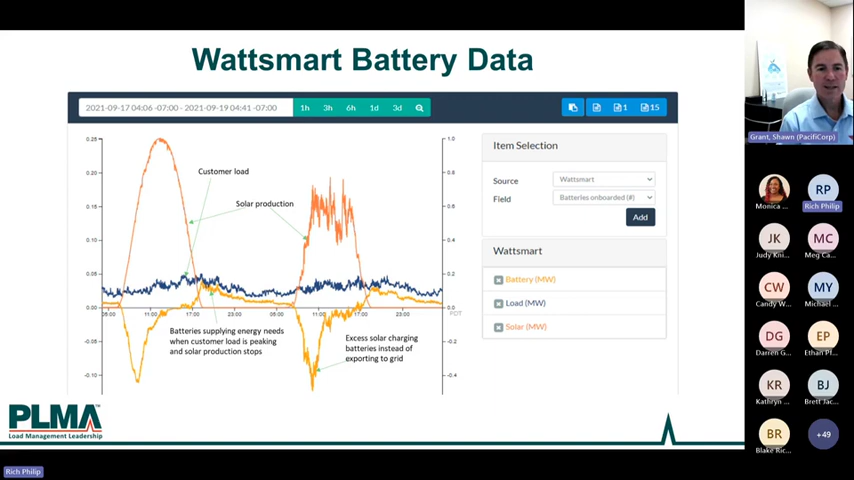 Wattsmart Battery Data
2021-09-17 04:06 -07:00 - 2021-09-19 04:41 -07:00
1h
3h
6h
1d
3d
1
15
0.25
0.20
0.15
0.10
0.05
0.00
-0.05
-0.10
1.0
0.8
0.6
0.4
0.2
0.0
-0.2
-0.4
11:00
17:00
23:00
05:00
11:00
17:00
23:00
PDT
Customer load
Solar production
Batteries supplying energy needs
when customer load is peaking
and solar production stops
Excess solar charging
batteries instead of
exporting to grid
Item Selection
Source
Wattsmart
Field
Batteries onboarded (#)
Add
Wattsmart
Battery (MW)
Load (MW)
Solar (MW)
PLMA™
Load Management Leadership
Rich Philip
Grant, Shawn (PacifiCorp)
Monica ...
RP
Rich Philip
JK
Judy Kni...
MC
Meg Ca...
CW
Candy W...
MY
Michael ...
DG
Darren G...
EP
Ethan Pf...
KR
Kathryn ...
BJ
Brett Jac...
BR
Blake Ric...
+49